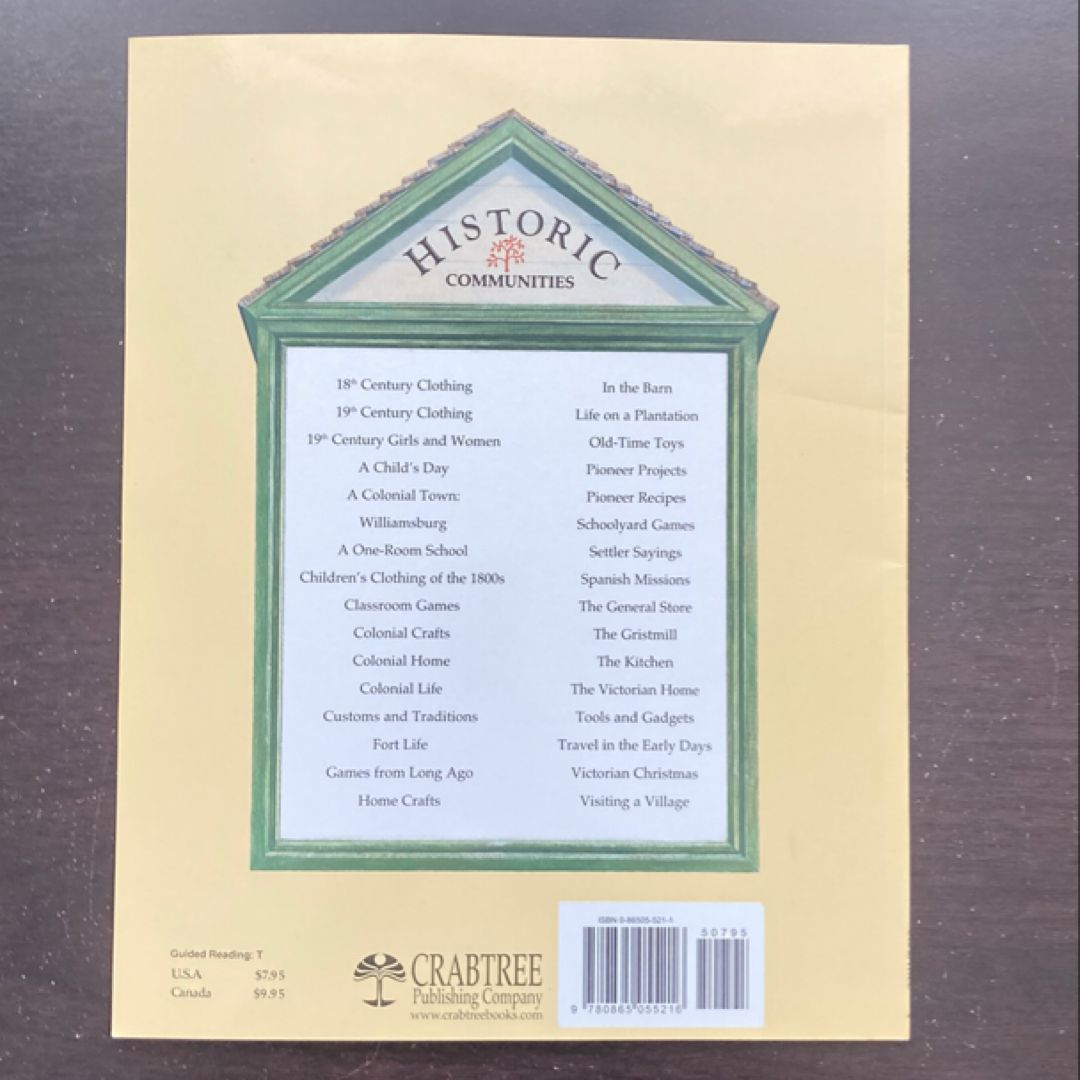 HISTORIC
COMMUNITIES
18th Century Clothing
19th Century Clothing
19th Century Girls and Women
A Child's Day
A Colonial Town:
Williamsburg
A One-Room School
Children's Clothing of the 1800s
Classroom Games
Colonial Crafts
Colonial Home
Colonial Life
Customs and Traditions
Fort Life
Games from Long Ago
Home Crafts
In the Barn
Life on a Plantation
Old-Time Toys
Pioneer Projects
Pioneer Recipes
Schoolyard Games
Settler Sayings
Spanish Missions
The General Store
The Gristmill
The Kitchen
The Victorian Home
Tools and Gadgets
Travel in the Early Days
Victorian Christmas
Visiting a Village
Guided Reading: T
U.S.A $7.95
Canada $9.95
CRABTREE
Publishing Company
www.crabtreebooks.com
ISBN 0-86505-521-1
50795
9 780865 055216